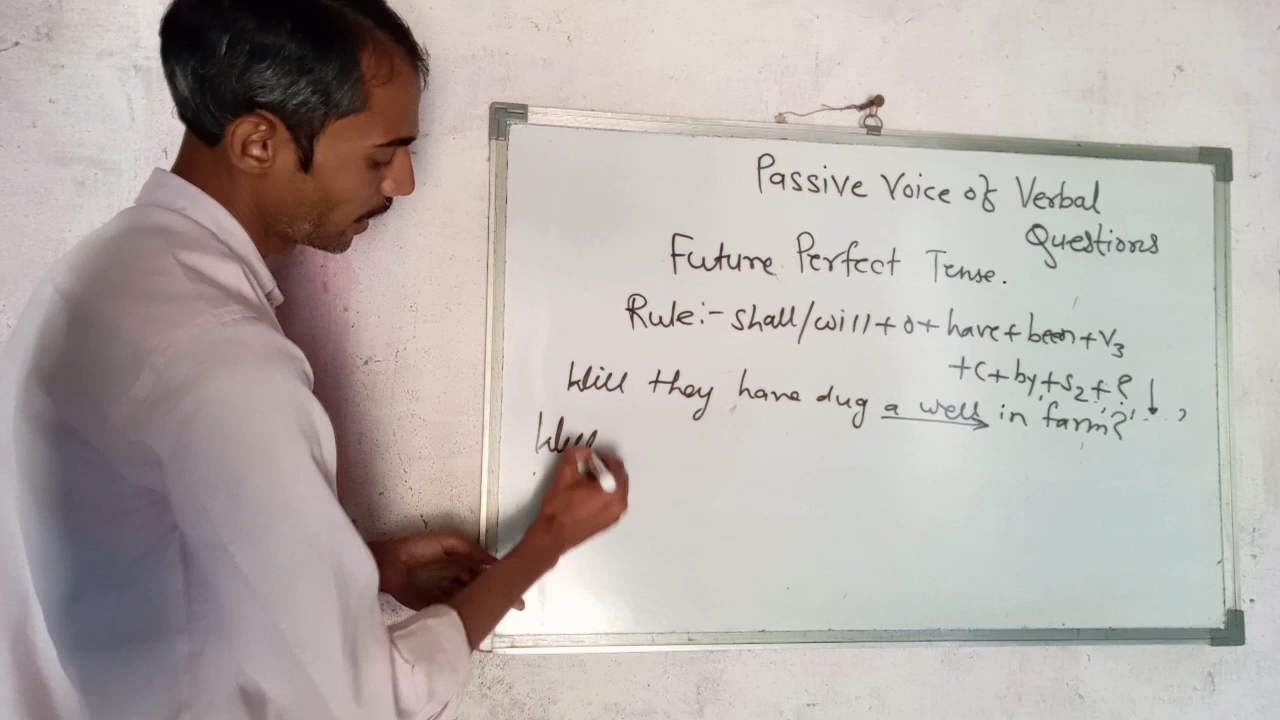 Passive Voice of Verbal
Questions
Future Perfect Tense.
Rule:- shall/will + o + have + been + V3
+ c + by + S2 + ?
Will they have dug a well in farm?
Will